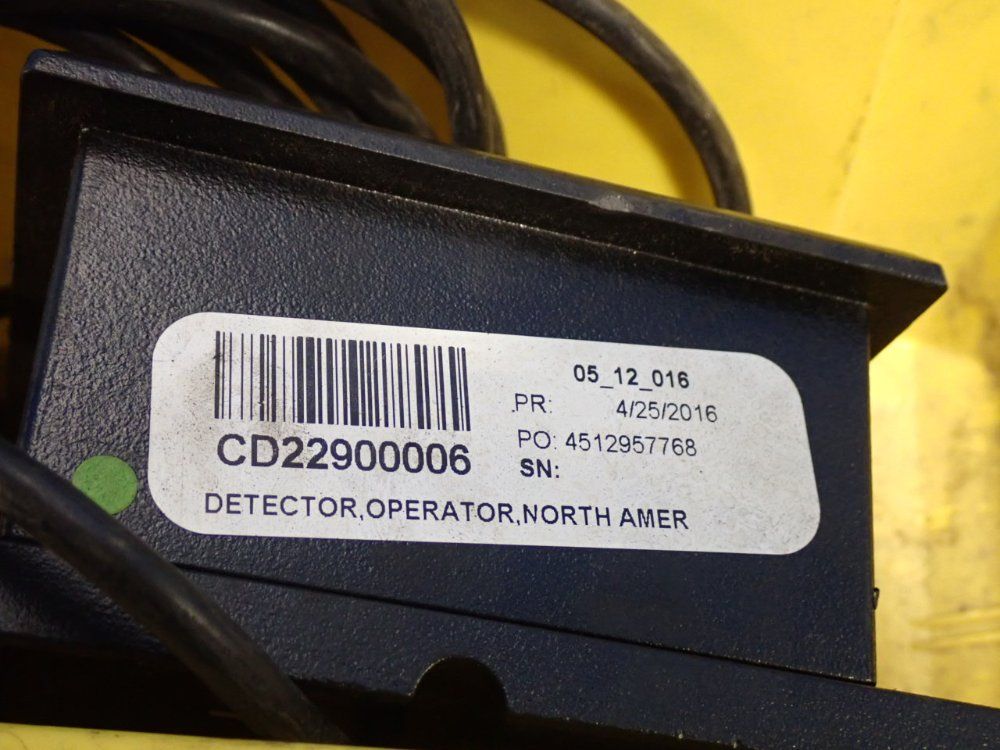 CD22900006
05_12_016
PR: 4/25/2016
PO: 4512957768
SN:
DETECTOR,OPERATOR,NORTH AMER